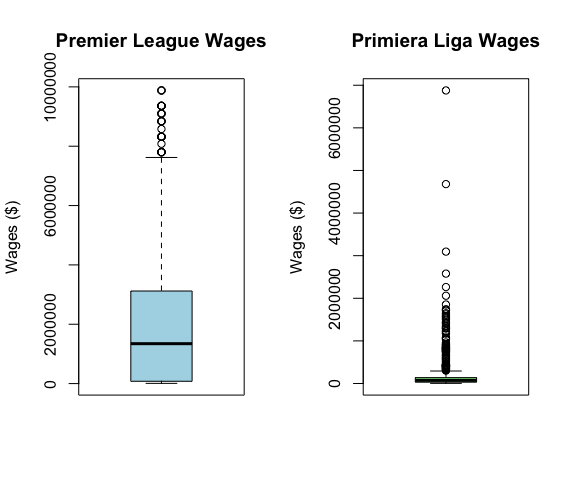 Premier League Wages
Wages ($)
10000000
6000000
2000000
0
Primiera Liga Wages
Wages ($)
6000000
4000000
2000000
0